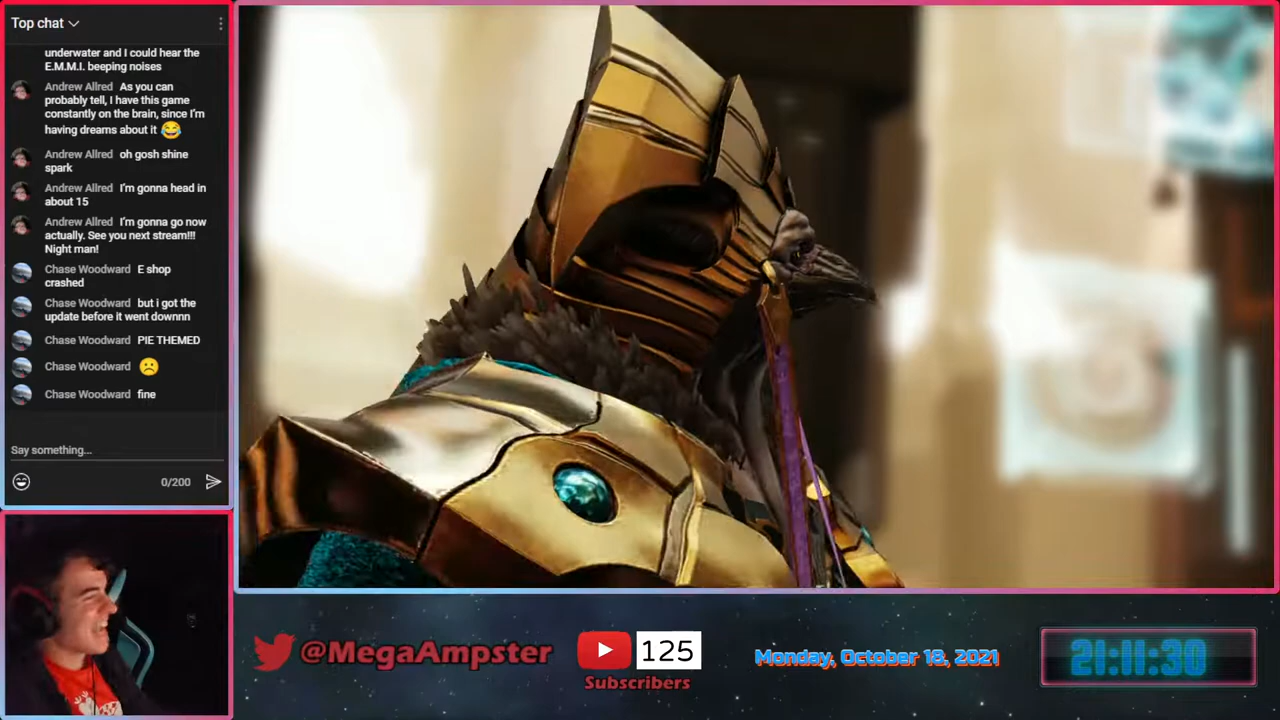 Top chat
underwater and I could hear the
E.M.M.I. beeping noises
Andrew Allred As you can
probably tell, I have this game
constantly on the brain, since I'm
having dreams about it 😂
Andrew Allred oh gosh shine
spark
Andrew Allred I'm gonna head in
about 15
Andrew Allred I'm gonna go now
actually. See you next stream!!!
Night man!
Chase Woodward E shop
crashed
Chase Woodward but i got the
update before it went downnn
Chase Woodward PIE THEMED
Chase Woodward ☹️
Chase Woodward fine
Say something...
0/200
@MegaAmpster
125
Subscribers
Monday, October 18, 2021
21:11:30